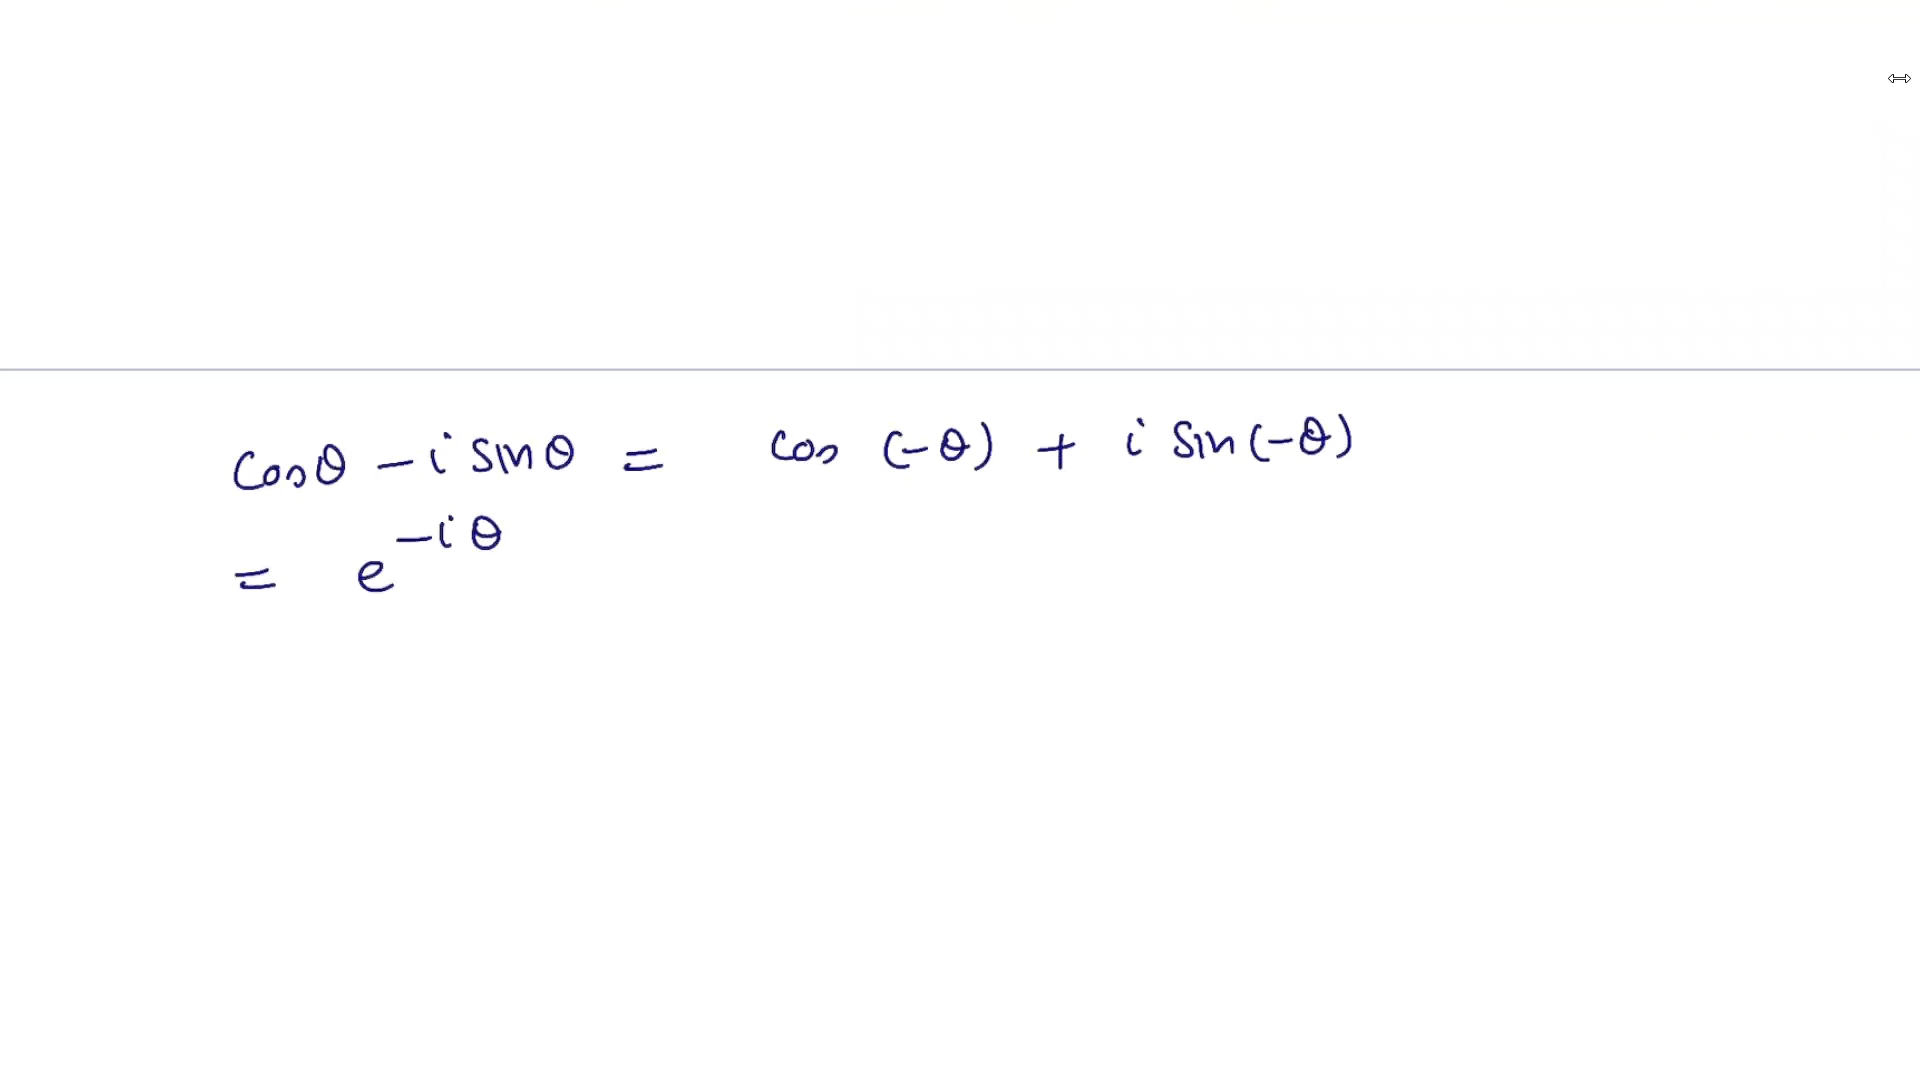 cosθ − i sinθ = cos (−θ) + i sin(−θ)
= e^{−iθ}